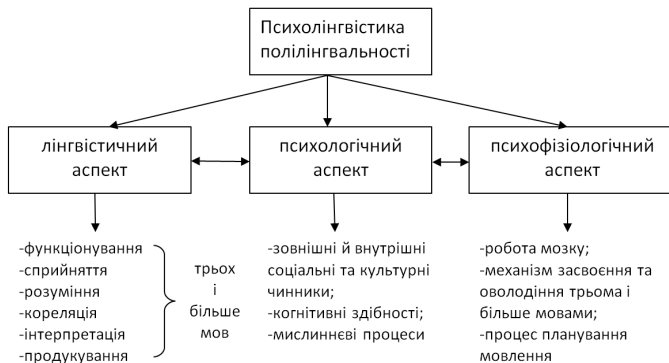 Психолінгвістика
полілінгвальності
лінгвістичний
аспект
психологічний
аспект
психофізіологічний
аспект
-функціонування
-сприйняття
-розуміння
-кореляція
-інтерпретація
-продукування
трьох
і
більше
мов
-зовнішні й внутрішні
соціальні та культурні
чинники;
-когнітивні здібності;
-мисленнєві процеси
-робота мозку;
-механізм засвоєння та
оволодіння трьома і
більше мовами;
-процес планування
мовлення